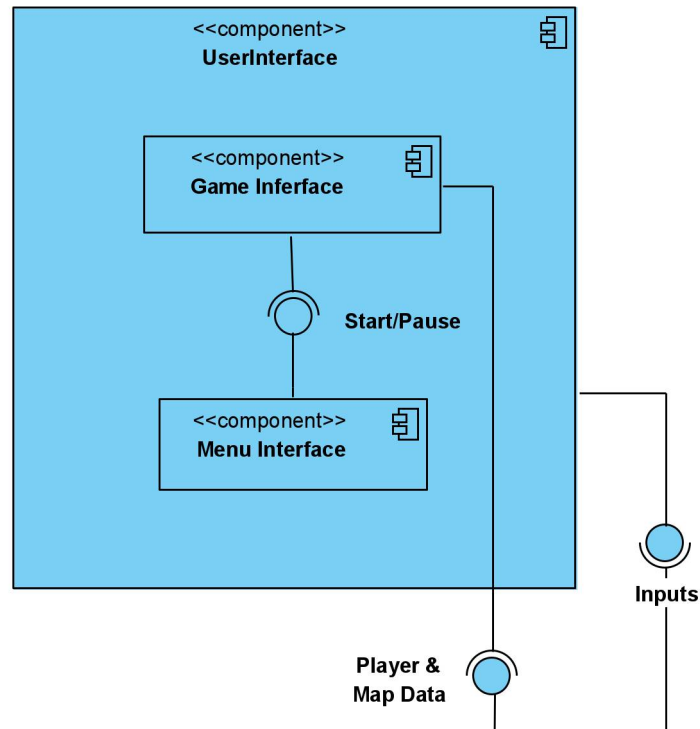 <<component>>
UserInterface
<<component>>
Game Inferface
Start/Pause
<<component>>
Menu Interface
Inputs
Player &
Map Data